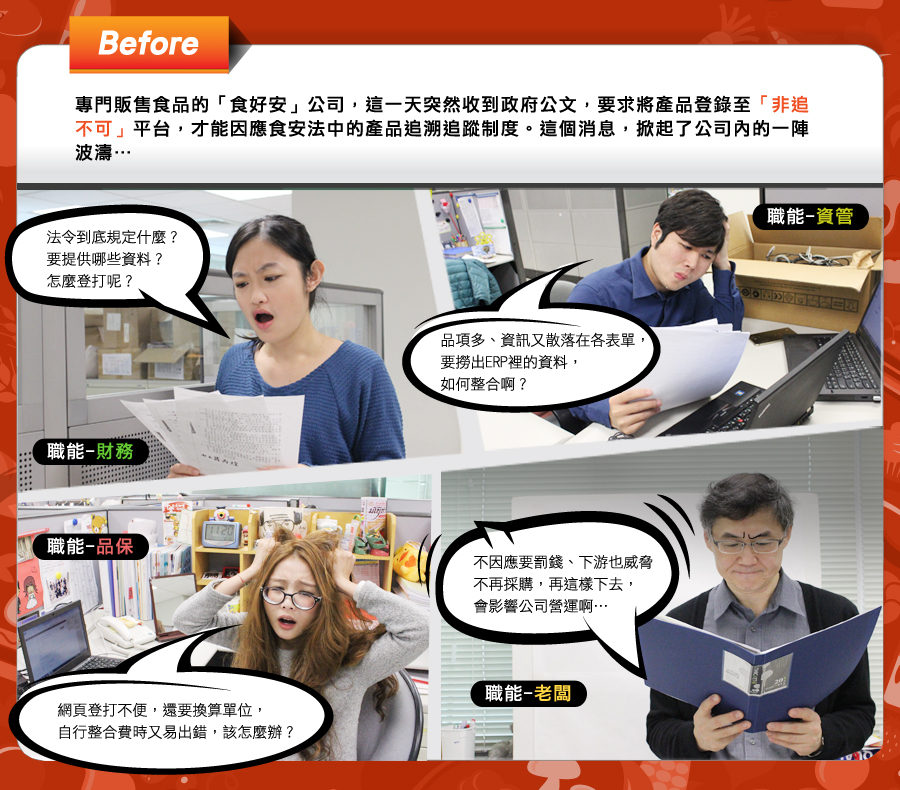 Before
專門販售食品的「食好安」公司，這一天突然收到政府公文，要求將產品登錄至「非追
不可」平台，才能因應食安法中的產品追溯追蹤制度。這個消息，掀起了公司內的一陣
波濤…
法令到底規定什麼？
要提供哪些資料？
怎麼登打呢？
職能-財務
職能-資管
品項多、資訊又散落在各表單，
要撈出ERP裡的資料，
如何整合啊？
職能-品保
網頁登打不便，還要換算單位，
自行整合費時又易出錯，該怎麼辦？
不因應要罰錢、下游也威脅
不再採購，再這樣下去，
會影響公司營運啊…
職能-老闆